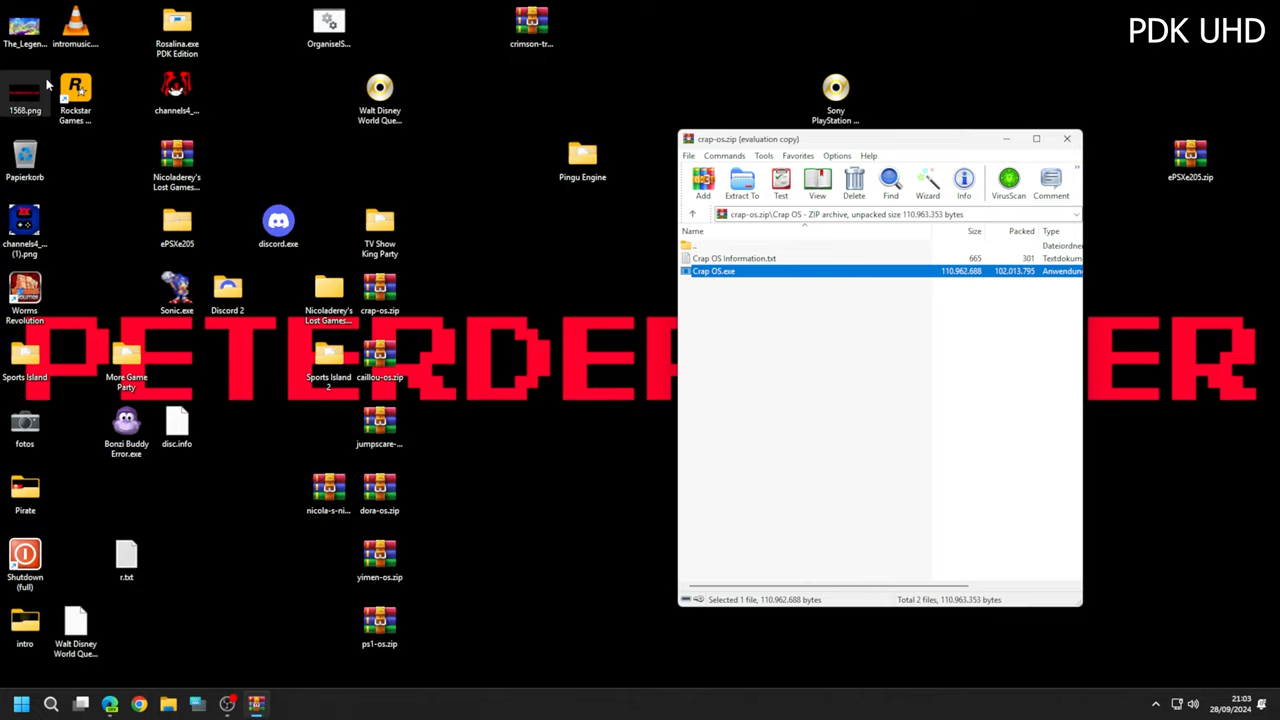 PDK UHD
The_Legen...
intromusic....
Rosalina.exe
PDK Edition
OrganiselS...
crimson-tr...
1568.png
Rockstar
Games ...
channels4_...
Walt Disney
World Que...
Sony
PlayStation ...
Papierkorb
Nicoladerey's
Lost Games...
Pingu Engine
ePSXe205.zip
channels4_...
(1).png
ePSXe205
discord.exe
TV Show
King Party
Worms
Revolution
Sonic.exe
Discord 2
Nicoladerey's
Lost Games...
crap-os.zip
Sports Island
More Game
Party
Sports Island
2
caillou-os.zip
fotos
Bonzi Buddy
Error.exe
disc.info
jumpscare-...
Pirate
nicola-s-ni...
dora-os.zip
Shutdown
(full)
r.txt
yimen-os.zip
intro
Walt Disney
World Que...
ps1-os.zip
crap-os.zip (evaluation copy)
File Commands Tools Favorites Options Help
Add Extract To Test View Delete Find Wizard Info VirusScan Comment
crap-os.zip\Crap OS - ZIP archive, unpacked size 110.963.353 bytes
Name Size Packed Type
.. Dateiordner
Crap OS Information.txt 665 301 Textdokum
Crap OS.exe 110.962.688 102.013.795 Anwendun
Selected 1 file, 110.962.688 bytes Total 2 files, 110.963.353 bytes
21:03
28/09/2024